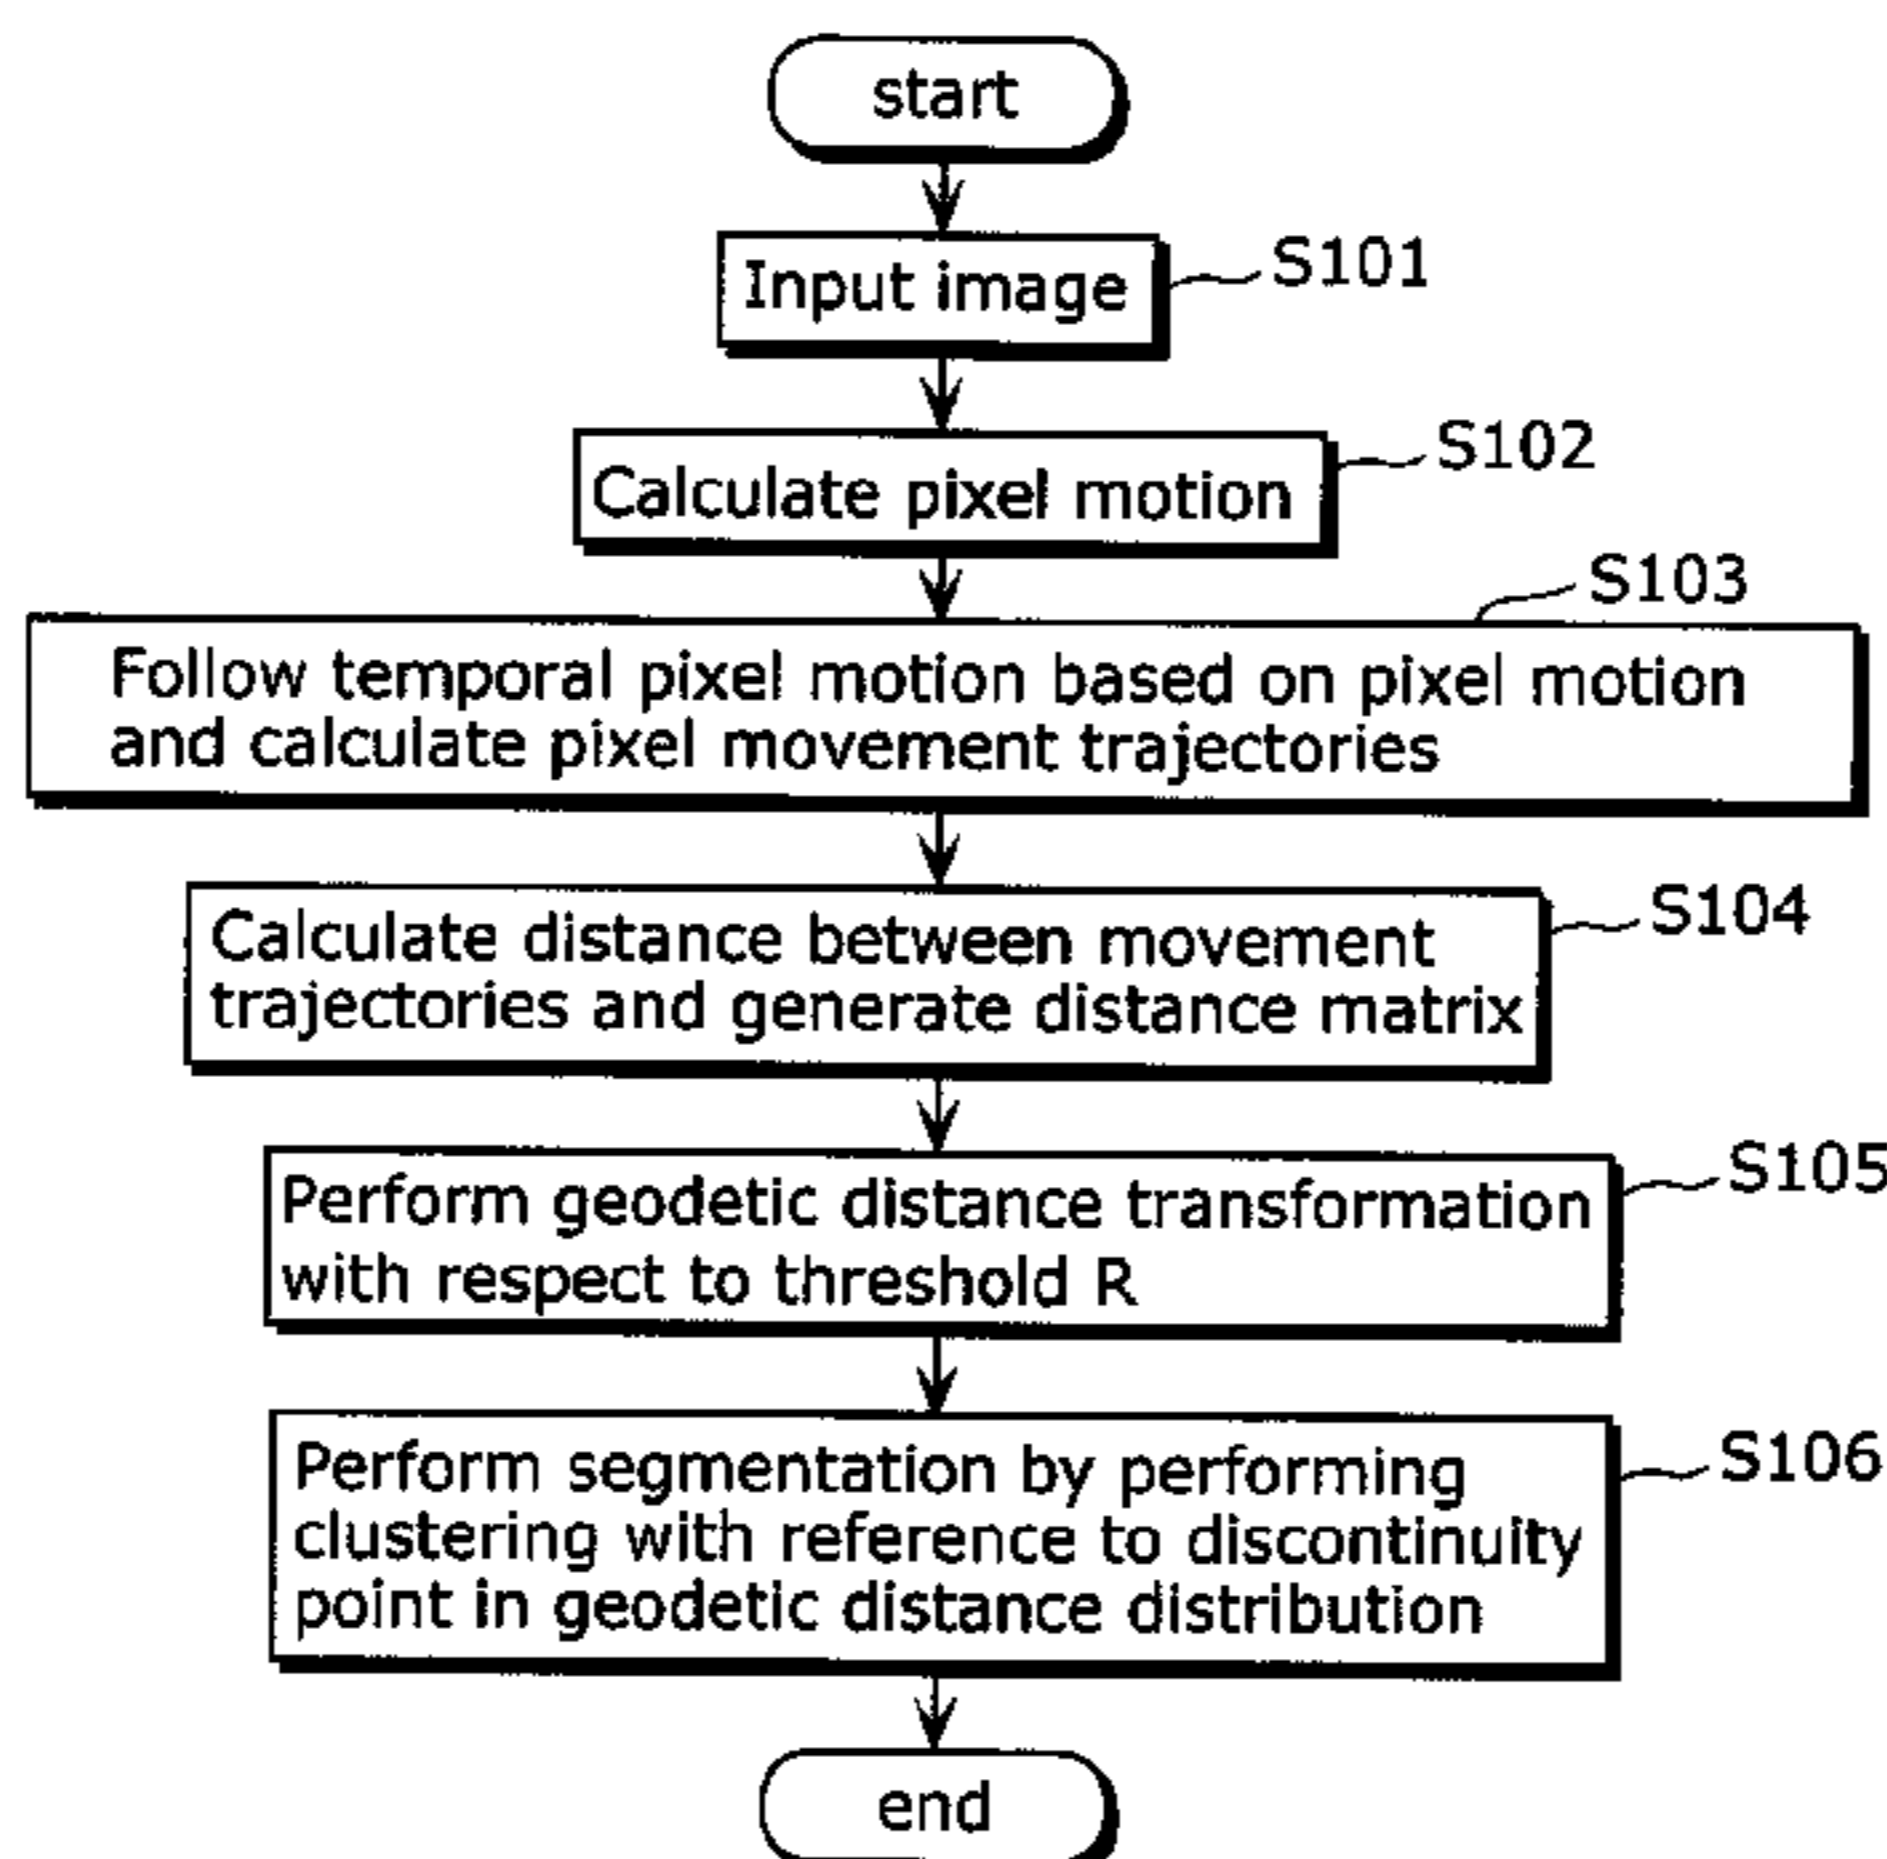 start
Input image
S101
Calculate pixel motion
S102
S103
Follow temporal pixel motion based on pixel motion
and calculate pixel movement trajectories
Calculate distance between movement
trajectories and generate distance matrix
S104
Perform geodetic distance transformation
with respect to threshold R
S105
Perform segmentation by performing
clustering with reference to discontinuity
point in geodetic distance distribution
S106
end